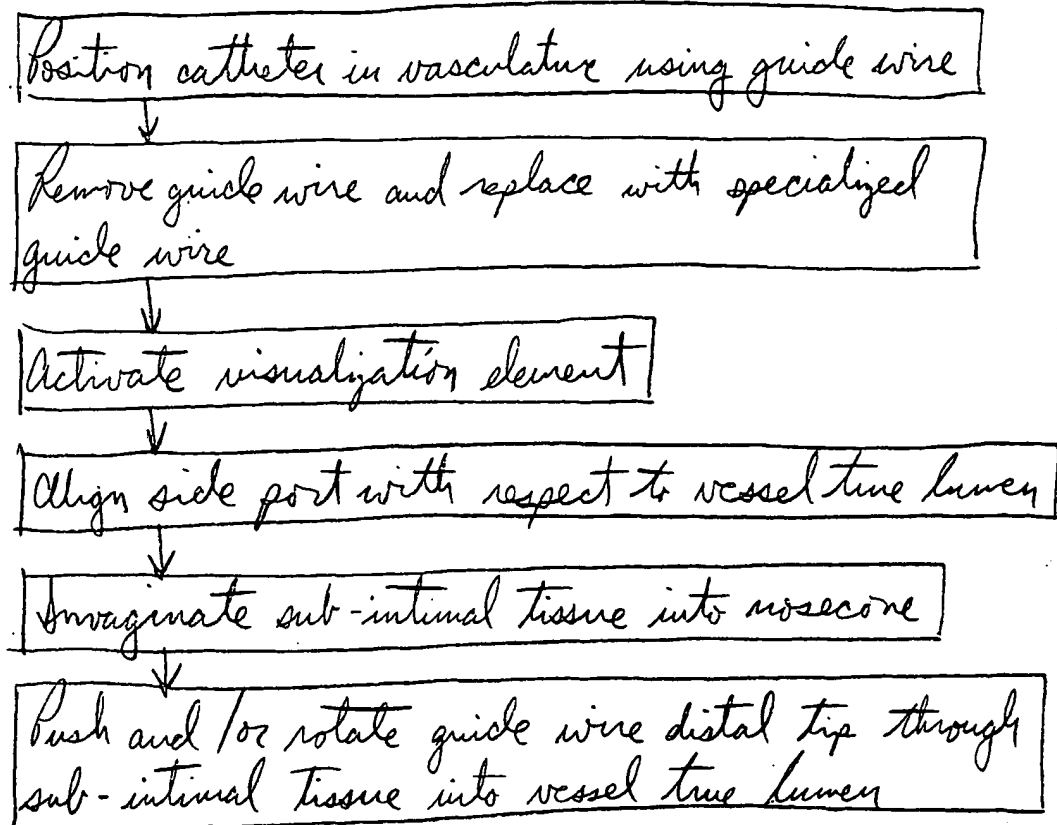 Position catheter in vasculature using guide wire
Remove guide wire and replace with specialized
guide wire
Activate visualization element
Align side port with respect to vessel true lumen
Invaginate sub-intimal tissue into nosecone
Push and/or rotate guide wire distal tip through
sub-intimal tissue into vessel true lumen